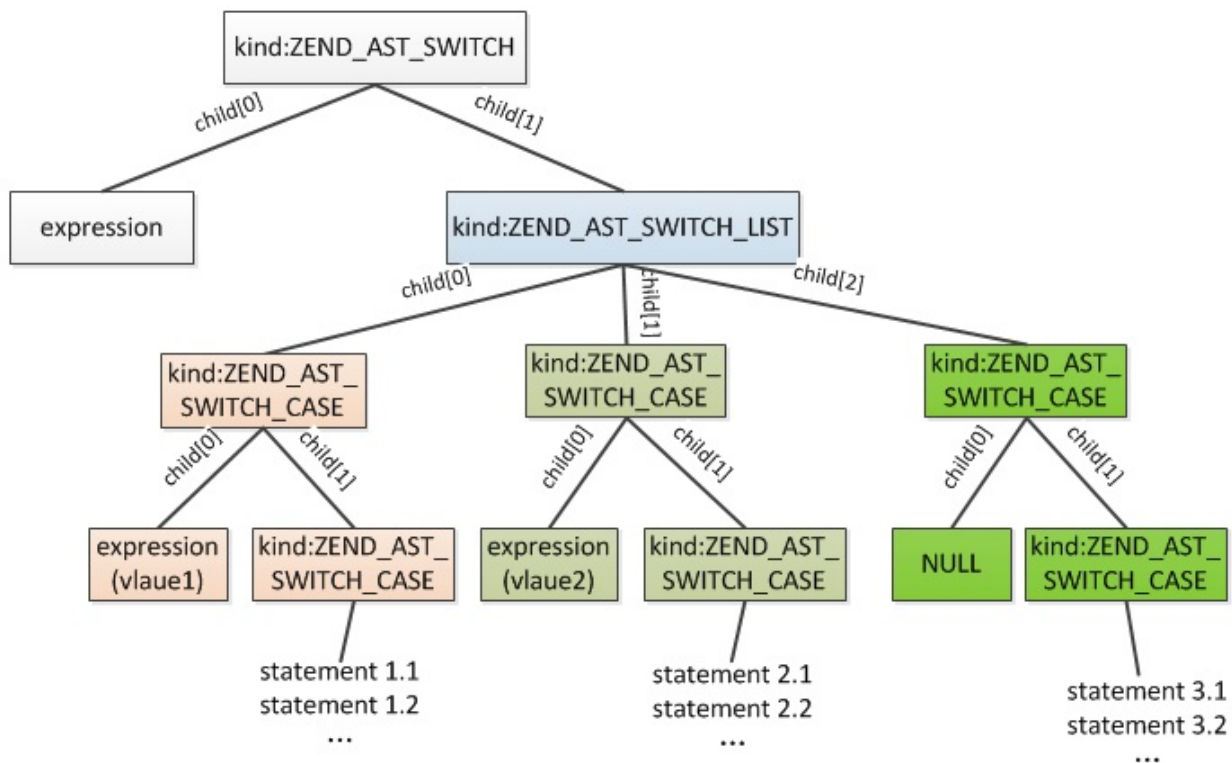 kind:ZEND_AST_SWITCH
child[0]
child[1]
expression
kind:ZEND_AST_SWITCH_LIST
child[0]
child[1]
child[2]
kind:ZEND_AST_
SWITCH_CASE
kind:ZEND_AST_
SWITCH_CASE
kind:ZEND_AST_
SWITCH_CASE
child[0]
child[1]
child[0]
child[1]
child[0]
child[1]
expression
(vlaue1)
kind:ZEND_AST_
SWITCH_CASE
expression
(vlaue2)
kind:ZEND_AST_
SWITCH_CASE
NULL
kind:ZEND_AST_
SWITCH_CASE
statement 1.1
statement 1.2
...
statement 2.1
statement 2.2
...
statement 3.1
statement 3.2
...